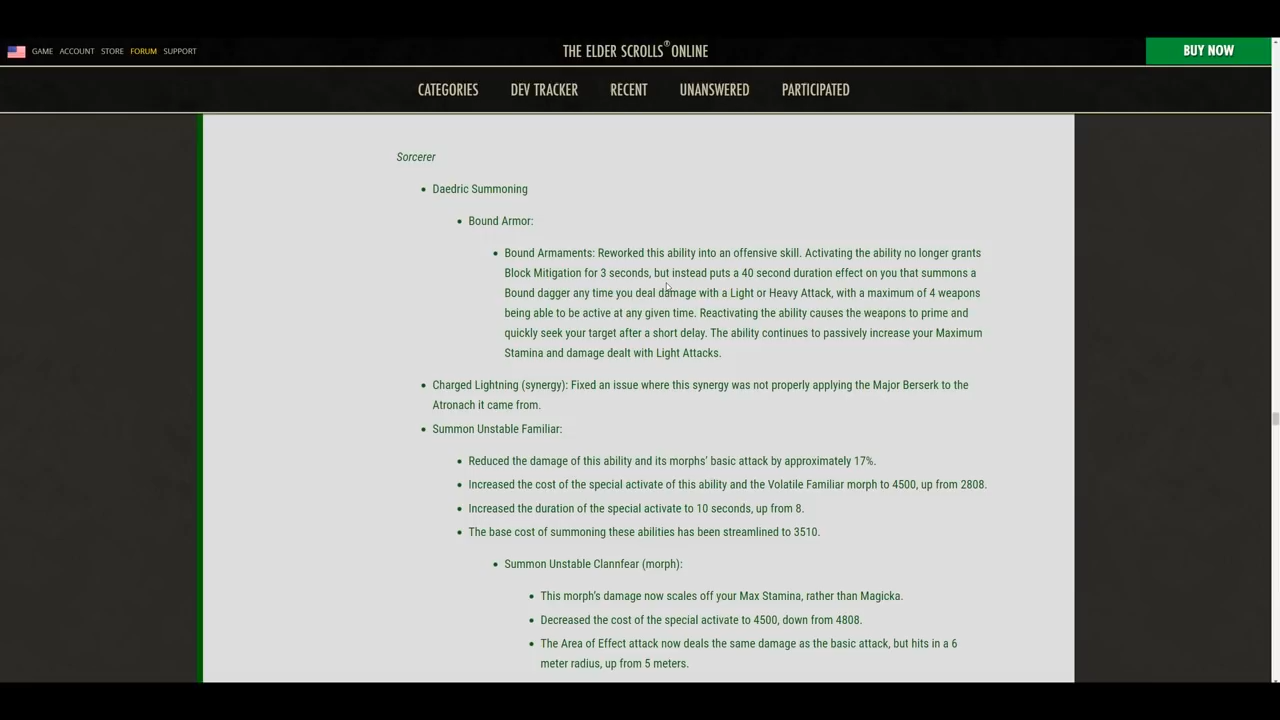 GAME ACCOUNT STORE FORUM SUPPORT
THE ELDER SCROLLS® ONLINE
BUY NOW
CATEGORIES DEV TRACKER RECENT UNANSWERED PARTICIPATED
Sorcerer
• Daedric Summoning
• Bound Armor:
• Bound Armaments: Reworked this ability into an offensive skill. Activating the ability no longer grants
Block Mitigation for 3 seconds, but instead puts a 40 second duration effect on you that summons a
Bound dagger any time you deal damage with a Light or Heavy Attack, with a maximum of 4 weapons
being able to be active at any given time. Reactivating the ability causes the weapons to prime and
quickly seek your target after a short delay. The ability continues to passively increase your Maximum
Stamina and damage dealt with Light Attacks.
• Charged Lightning (synergy): Fixed an issue where this synergy was not properly applying the Major Berserk to the
Atronach it came from.
• Summon Unstable Familiar:
• Reduced the damage of this ability and its morphs’ basic attack by approximately 17%.
• Increased the cost of the special activate of this ability and the Volatile Familiar morph to 4500, up from 2808.
• Increased the duration of the special activate to 10 seconds, up from 8.
• The base cost of summoning these abilities has been streamlined to 3510.
• Summon Unstable Clannfear (morph):
• This morph’s damage now scales off your Max Stamina, rather than Magicka.
• Decreased the cost of the special activate to 4500, down from 4808.
• The Area of Effect attack now deals the same damage as the basic attack, but hits in a 6
meter radius, up from 5 meters.